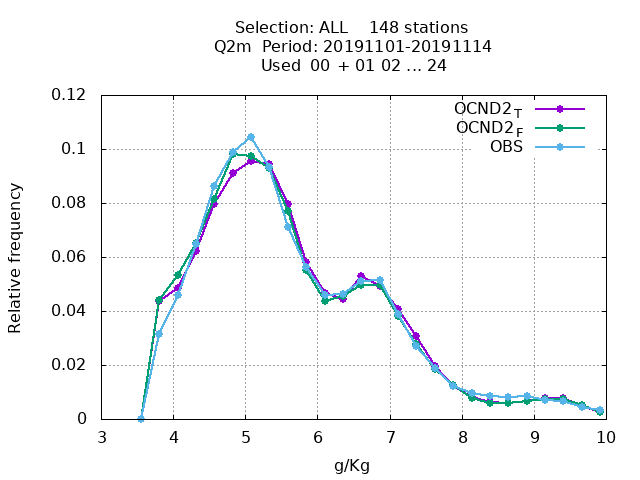 Selection: ALL    148 stations
Q2m  Period: 20191101-20191114
Used  00 + 01 02 ... 24
0.12
0.1
0.08
0.06
0.04
0.02
0
Relative frequency
OCND2_T
OCND2_F
OBS
3 4 5 6 7 8 9 10
g/Kg